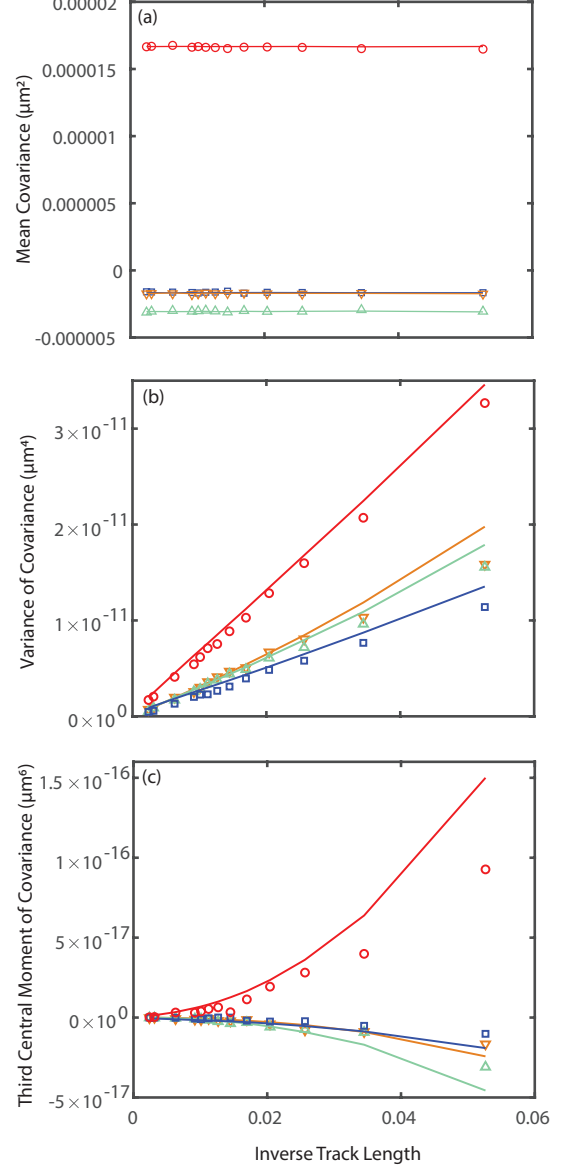 0.00002
(a)
0.000015
0.00001
0.000005
0
-0.000005
Mean Covariance (µm²)
(b)
3×10⁻¹¹
2×10⁻¹¹
1×10⁻¹¹
0×10⁰
Variance of Covariance (µm⁴)
(c)
1.5×10⁻¹⁶
1×10⁻¹⁶
5×10⁻¹⁷
0×10⁰
-5×10⁻¹⁷
Third Central Moment of Covariance (µm⁶)
0 0.02 0.04 0.06
Inverse Track Length